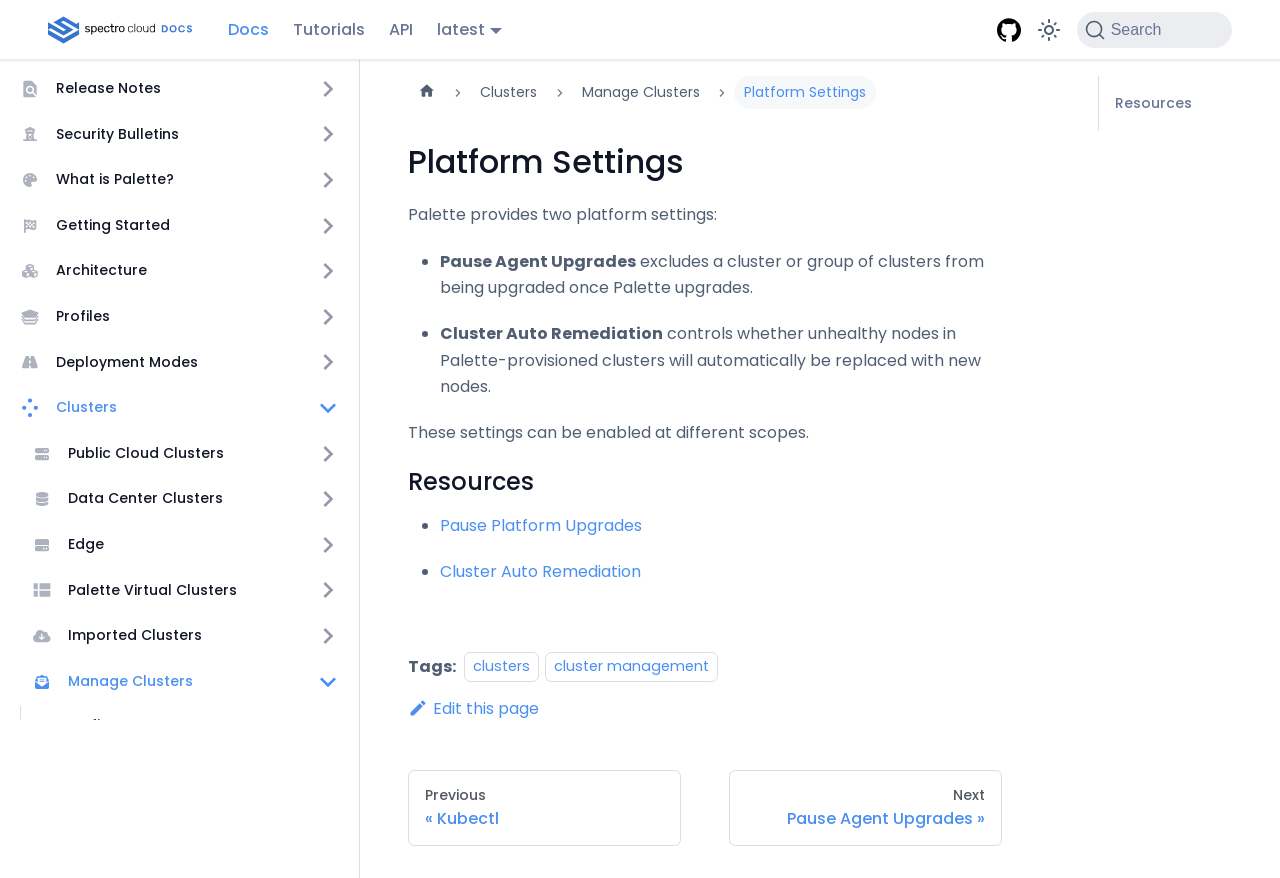 spectro cloud DOCS Docs Tutorials API latest Search
Release Notes
Security Bulletins
What is Palette?
Getting Started
Architecture
Profiles
Deployment Modes
Clusters
Public Cloud Clusters
Data Center Clusters
Edge
Palette Virtual Clusters
Imported Clusters
Manage Clusters
Clusters Manage Clusters Platform Settings
Platform Settings
Palette provides two platform settings:
Pause Agent Upgrades excludes a cluster or group of clusters from
being upgraded once Palette upgrades.
Cluster Auto Remediation controls whether unhealthy nodes in
Palette-provisioned clusters will automatically be replaced with new
nodes.
These settings can be enabled at different scopes.
Resources
Pause Platform Upgrades
Cluster Auto Remediation
Tags: clusters cluster management
Edit this page
Previous
« Kubectl
Next
Pause Agent Upgrades »
Resources